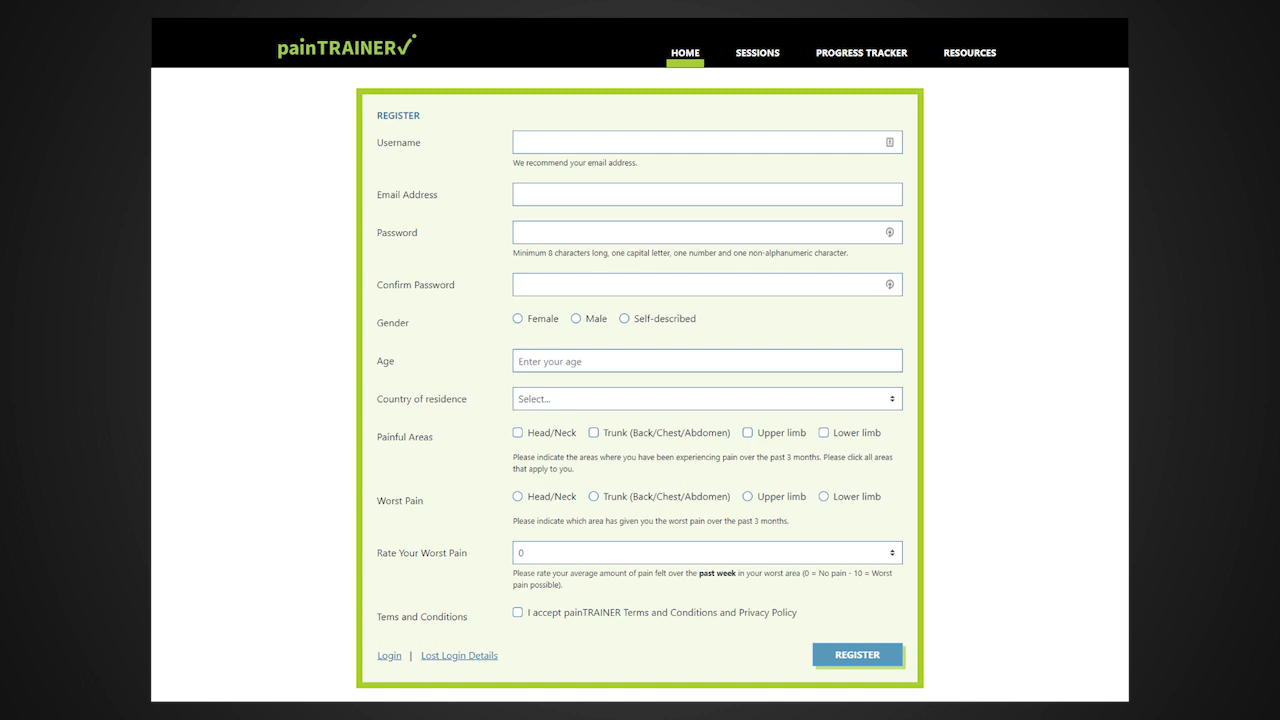 painTRAINER
HOME SESSIONS PROGRESS TRACKER RESOURCES
REGISTER
Username
We recommend your email address.
Email Address
Password
Minimum 8 characters long, one capital letter, one number and one non-alphanumeric character.
Confirm Password
Gender Female Male Self-described
Age Enter your age
Country of residence Select...
Painful Areas Head/Neck Trunk (Back/Chest/Abdomen) Upper limb Lower limb
Please indicate the areas where you have been experiencing pain over the past 3 months. Please click all areas
that apply to you.
Worst Pain Head/Neck Trunk (Back/Chest/Abdomen) Upper limb Lower limb
Please indicate which area has given you the worst pain over the past 3 months.
Rate Your Worst Pain 0
Please rate your average amount of pain felt over the past week in your worst area (0 = No pain - 10 = Worst
pain possible).
Tems and Conditions I accept painTRAINER Terms and Conditions and Privacy Policy
Login | Lost Login Details REGISTER